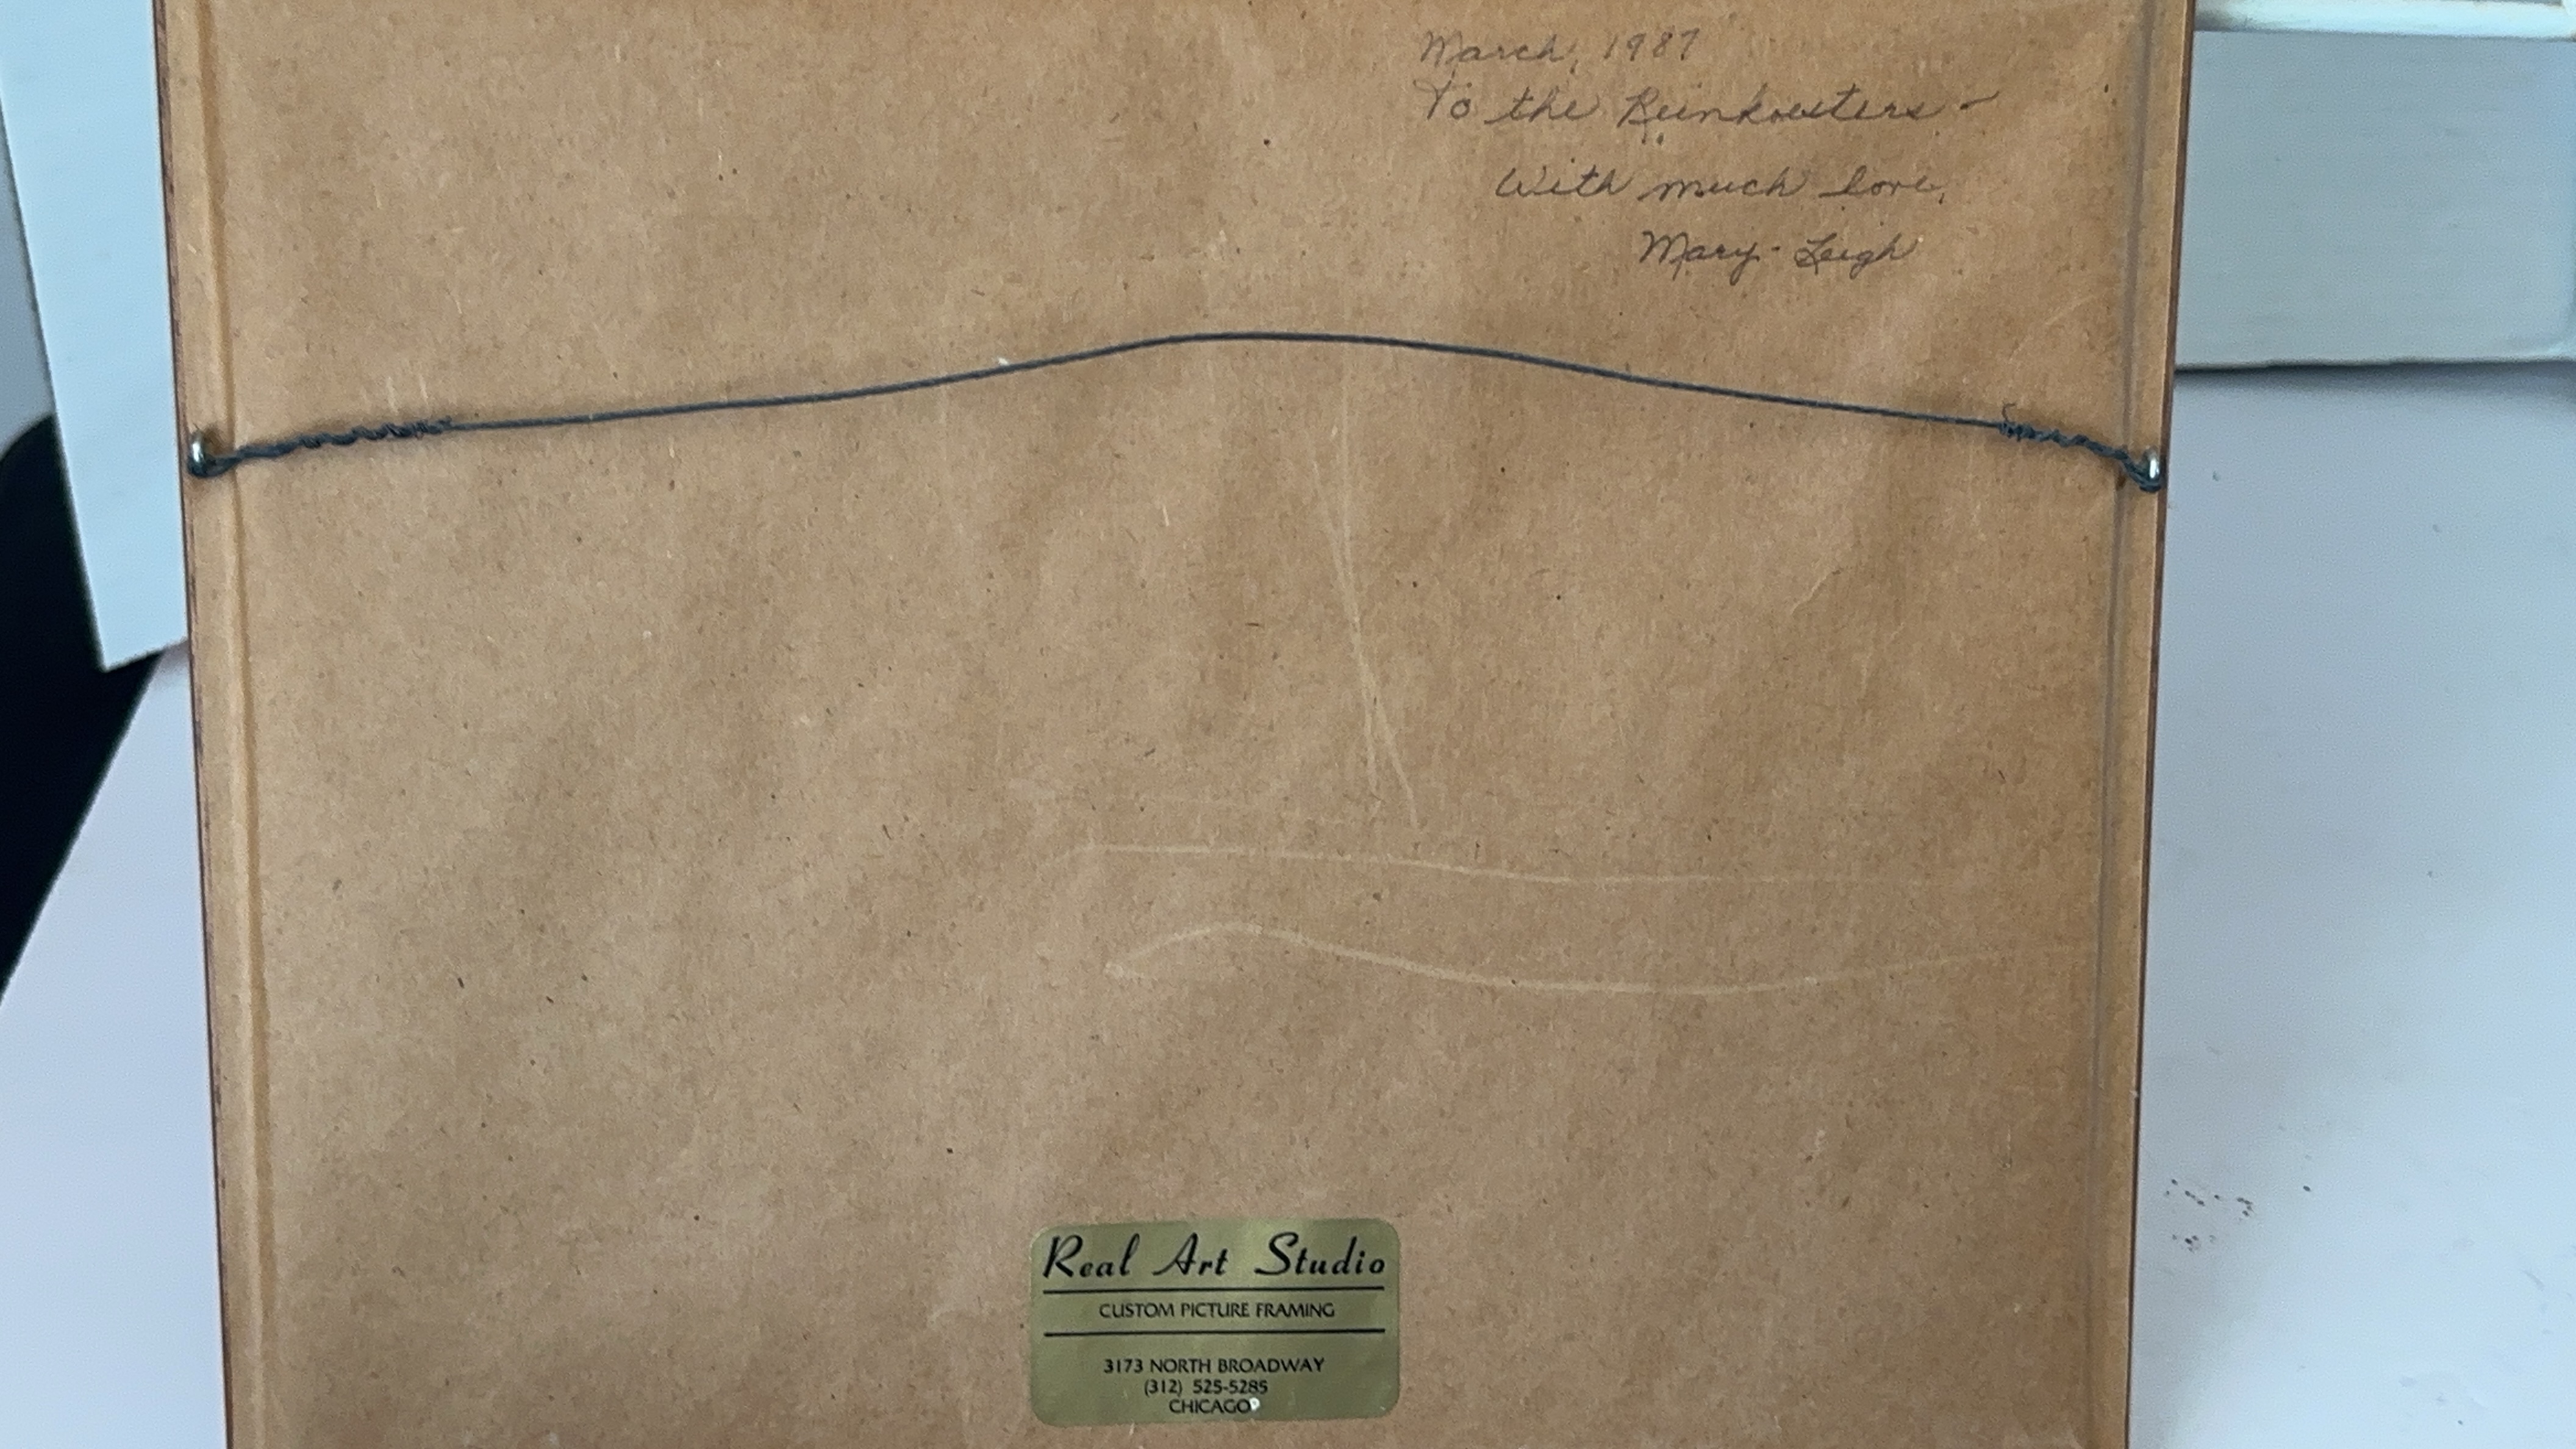 March, 1987
To the Reinkoesters -
With much love,
Mary-Leigh
Real Art Studio
CUSTOM PICTURE FRAMING
3173 NORTH BROADWAY
(312) 525-5285
CHICAGO